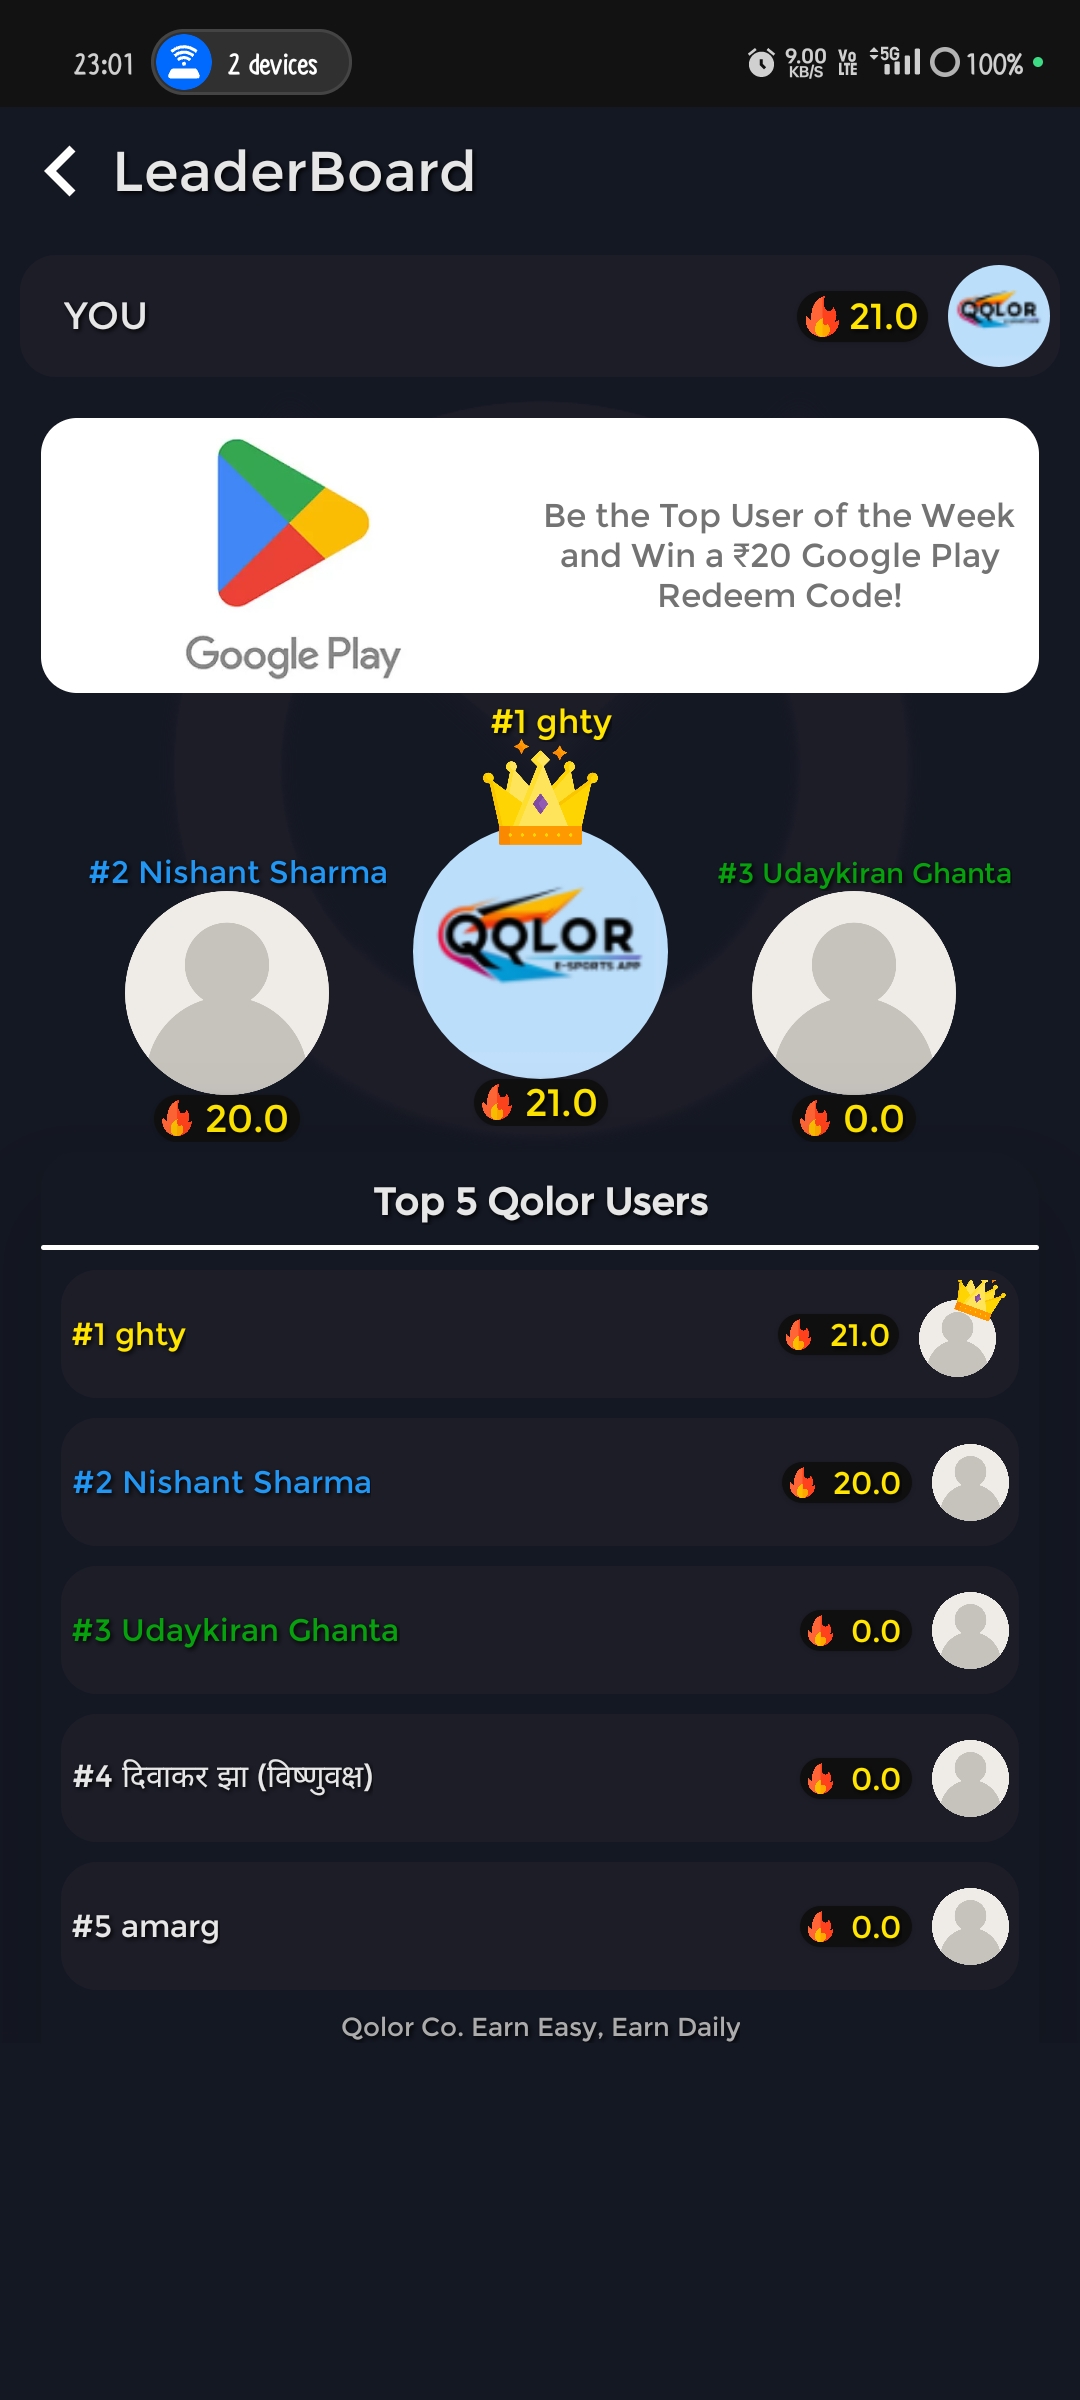 23:01 2 devices 9.00 KB/S Vo LTE 5G 100%
LeaderBoard
YOU 21.0 QOLOR
Google Play
Be the Top User of the Week
and Win a ₹20 Google Play
Redeem Code!
#1 ghty
#2 Nishant Sharma
#3 Udaykiran Ghanta
QOLOR
E-SPORTS APP
20.0
21.0
0.0
Top 5 Qolor Users
#1 ghty 21.0
#2 Nishant Sharma 20.0
#3 Udaykiran Ghanta 0.0
#4 दिवाकर झा (विष्णुवक्ष) 0.0
#5 amarg 0.0
Qolor Co. Earn Easy, Earn Daily